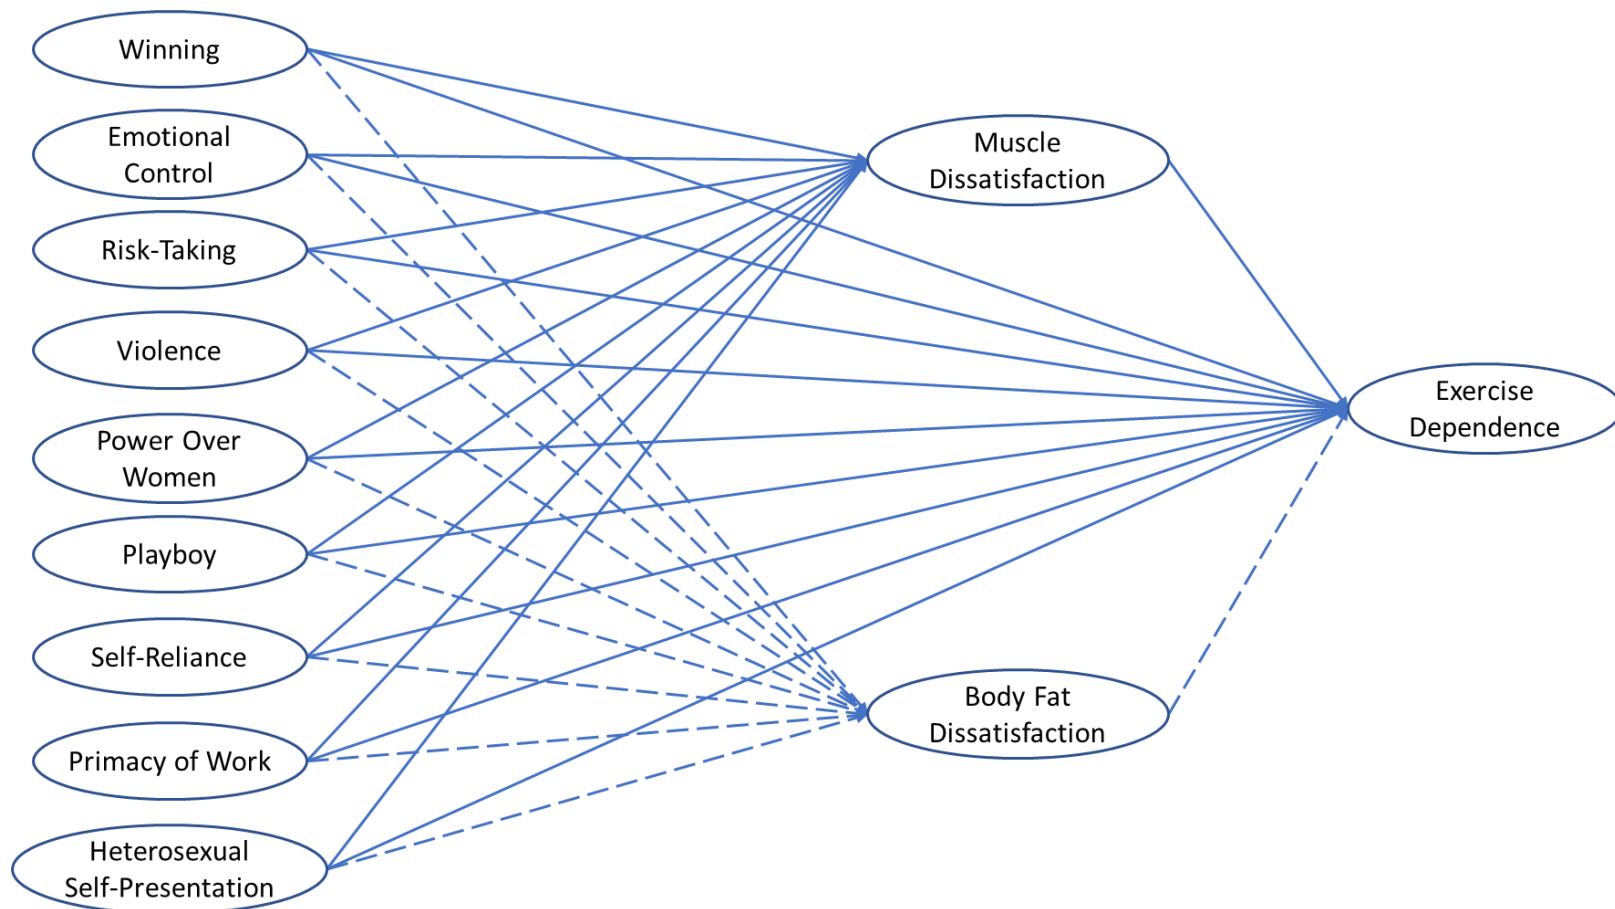 Winning
Emotional
Control
Risk-Taking
Violence
Power Over
Women
Playboy
Self-Reliance
Primacy of Work
Heterosexual
Self-Presentation
Muscle
Dissatisfaction
Body Fat
Dissatisfaction
Exercise
Dependence